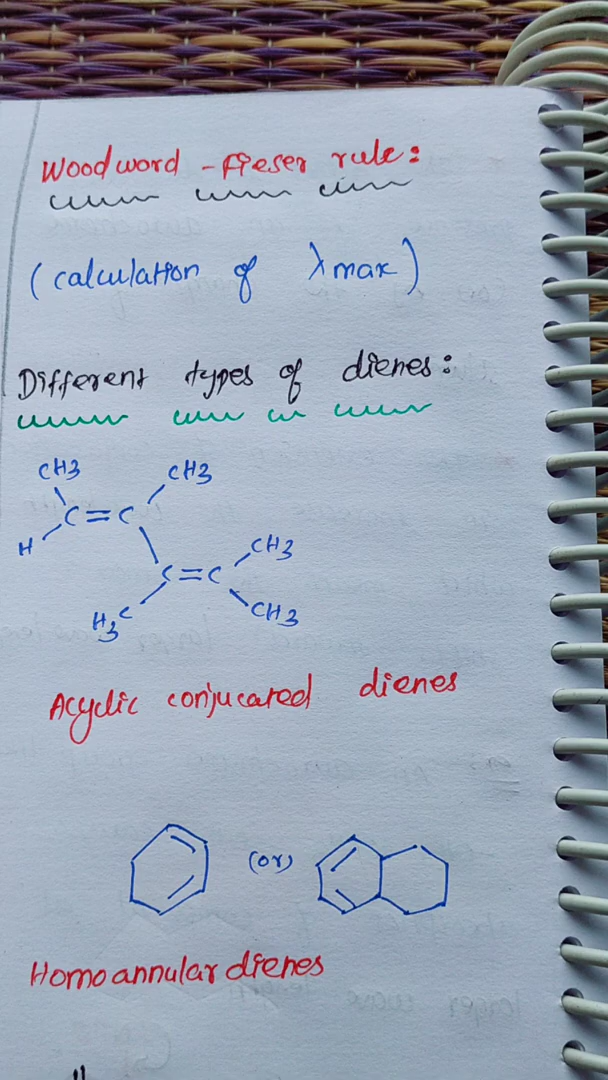 Woodword - fieser rule:
(calculation of λmax)
Different types of dienes:
CH3 CH3
C=C
H
C=C CH3
H3C CH3
Acyclic conjucared dienes
(or)
Homoannular dienes